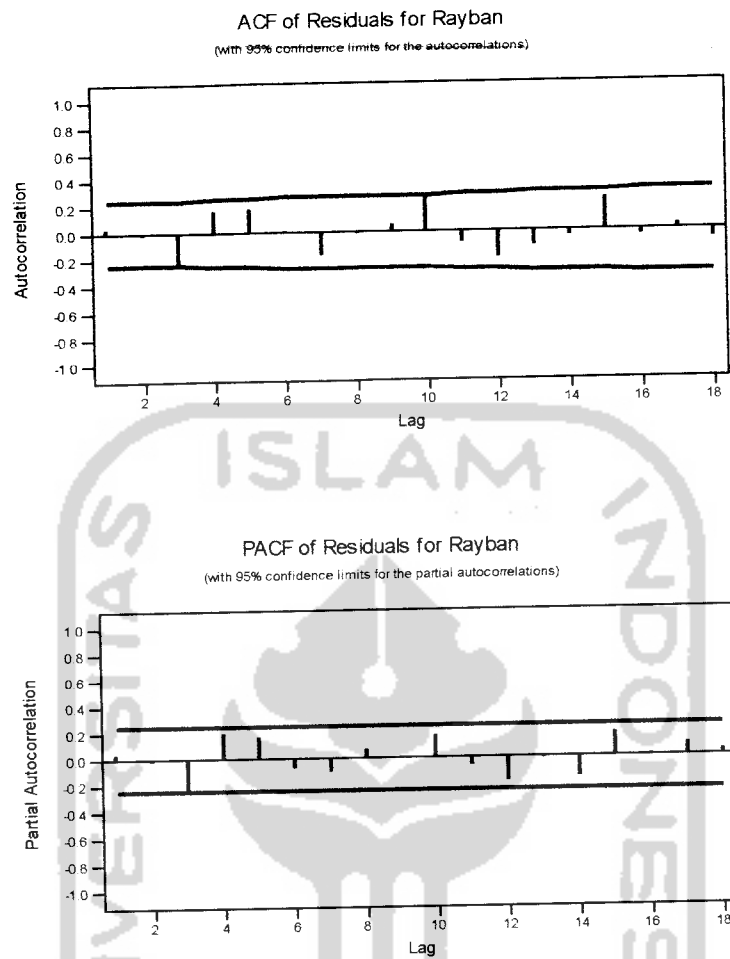 ACF of Residuals for Rayban
(with 95% confidence limits for the autocorrelations)
Autocorrelation
1.0
0.8
0.6
0.4
0.2
0.0
-0.2
-0.4
-0.6
-0.8
-1.0
2 4 6 8 10 12 14 16 18
Lag
ISLAM
UNIVERSITAS
INDONES
PACF of Residuals for Rayban
(with 95% confidence limits for the partial autocorrelations)
Partial Autocorrelation
1.0
0.8
0.6
0.4
0.2
0.0
-0.2
-0.4
-0.6
-0.8
-1.0
2 4 6 8 10 12 14 16 18
Lag